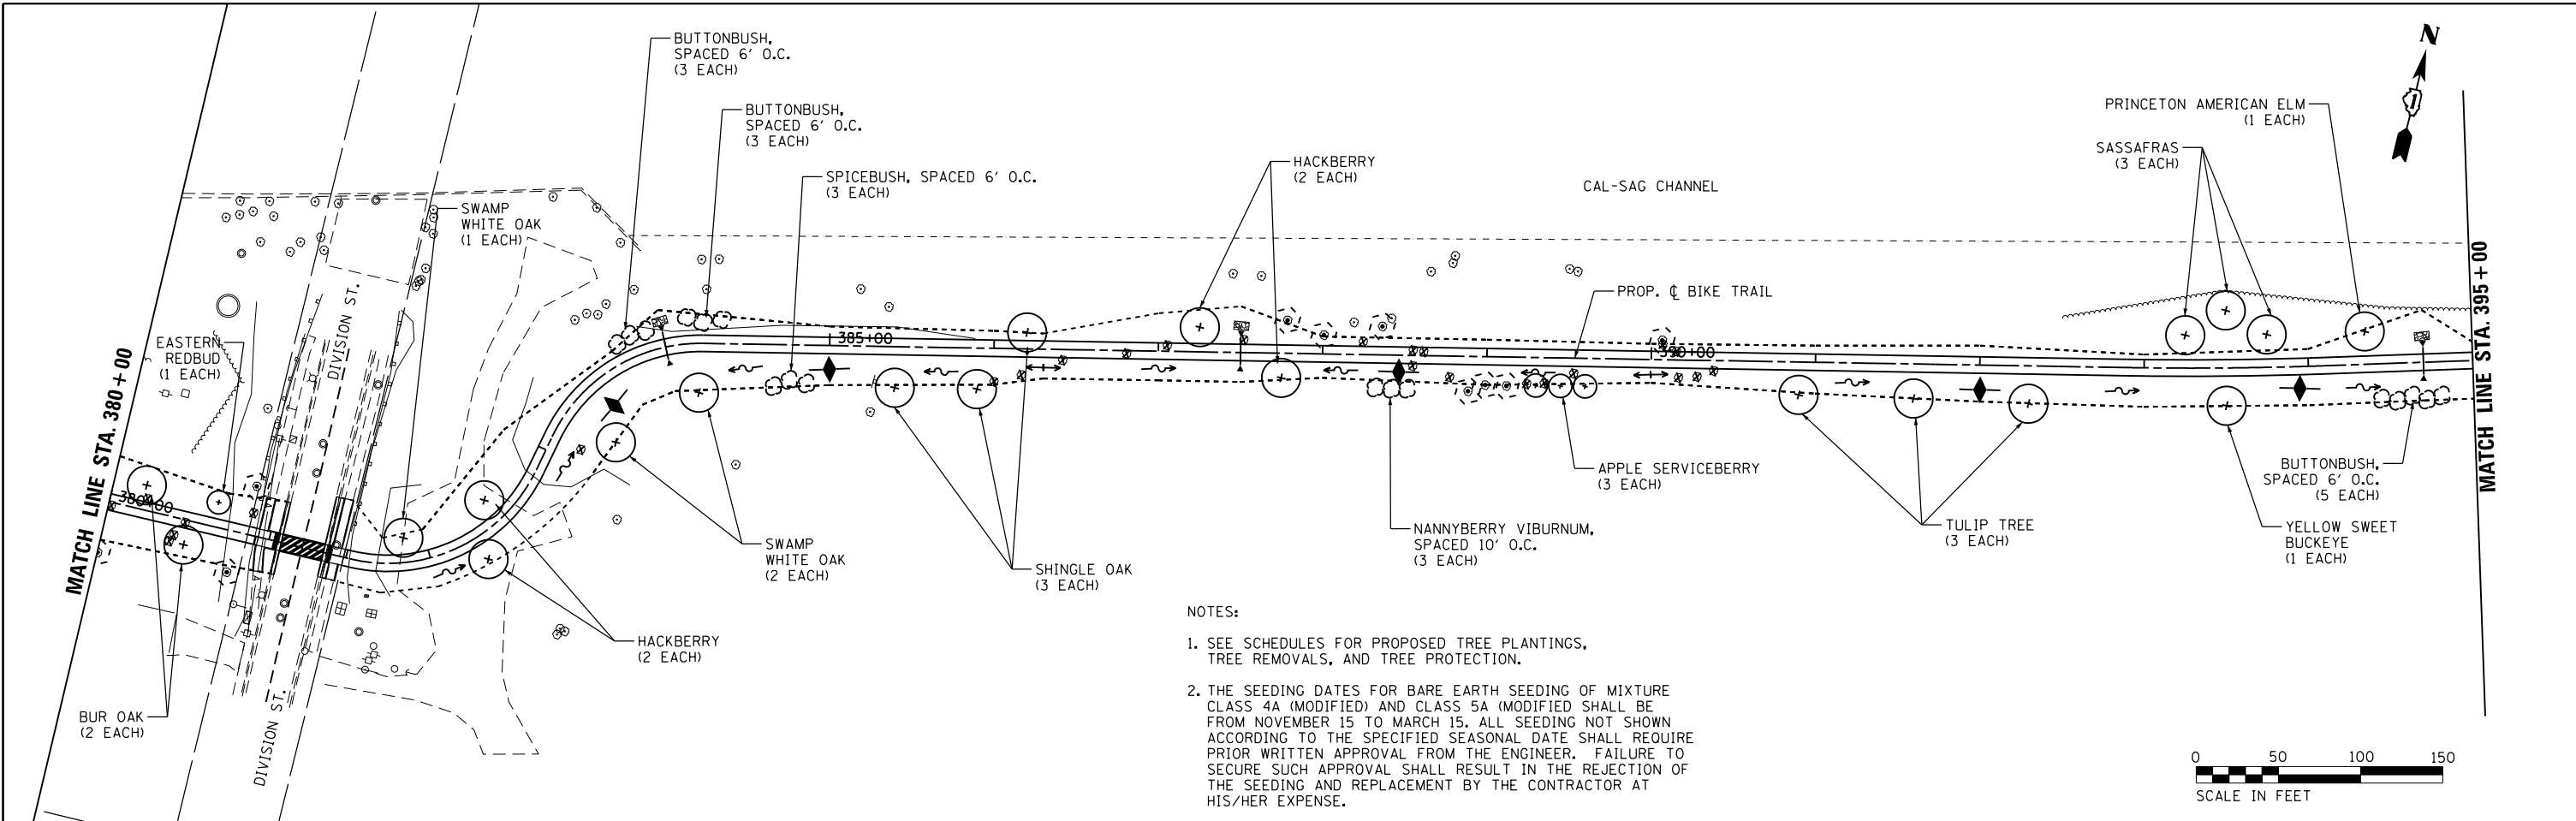 BUTTONBUSH,
SPACED 6' O.C.
(3 EACH)
BUTTONBUSH,
SPACED 6' O.C.
(3 EACH)
SPICEBUSH, SPACED 6' O.C.
(3 EACH)
SWAMP
WHITE OAK
(1 EACH)
HACKBERRY
(2 EACH)
CAL-SAG CHANNEL
PRINCETON AMERICAN ELM
(1 EACH)
SASSAFRAS
(3 EACH)
N
1
PROP. ℄ BIKE TRAIL
EASTERN
REDBUD
(1 EACH)
DIVISION ST.
385+00
390+00
380+00
MATCH LINE STA. 380+00
MATCH LINE STA. 395+00
APPLE SERVICEBERRY
(3 EACH)
BUTTONBUSH,
SPACED 6' O.C.
(5 EACH)
NANNYBERRY VIBURNUM,
SPACED 10' O.C.
(3 EACH)
TULIP TREE
(3 EACH)
YELLOW SWEET
BUCKEYE
(1 EACH)
SWAMP
WHITE OAK
(2 EACH)
SHINGLE OAK
(3 EACH)
HACKBERRY
(2 EACH)
BUR OAK
(2 EACH)
DIVISION ST.
NOTES:
1. SEE SCHEDULES FOR PROPOSED TREE PLANTINGS,
TREE REMOVALS, AND TREE PROTECTION.
2. THE SEEDING DATES FOR BARE EARTH SEEDING OF MIXTURE
CLASS 4A (MODIFIED) AND CLASS 5A (MODIFIED SHALL BE
FROM NOVEMBER 15 TO MARCH 15. ALL SEEDING NOT SHOWN
ACCORDING TO THE SPECIFIED SEASONAL DATE SHALL REQUIRE
PRIOR WRITTEN APPROVAL FROM THE ENGINEER. FAILURE TO
SECURE SUCH APPROVAL SHALL RESULT IN THE REJECTION OF
THE SEEDING AND REPLACEMENT BY THE CONTRACTOR AT
HIS/HER EXPENSE.
0 50 100 150
SCALE IN FEET